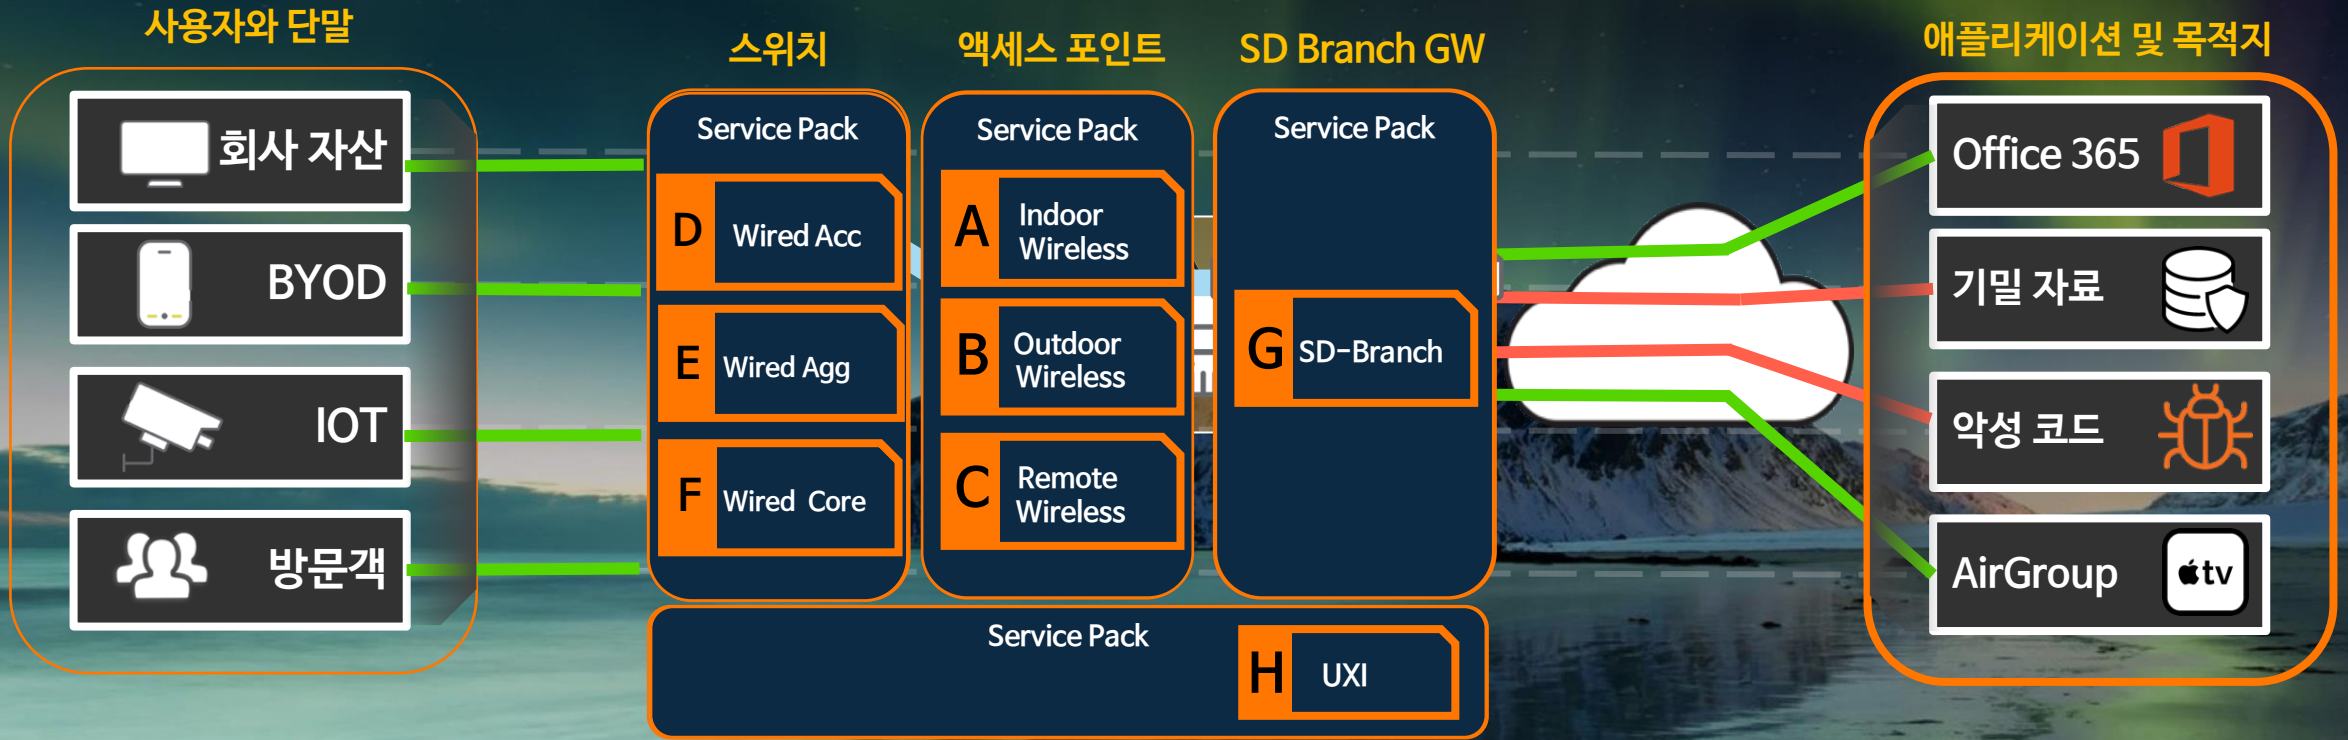 사용자와 단말
회사 자산
BYOD
IOT
방문객
스위치
Service Pack
D
Wired Acc
E
Wired Agg
F
Wired Core
액세스 포인트
Service Pack
A
Indoor
Wireless
B
Outdoor
Wireless
C
Remote
Wireless
SD Branch GW
Service Pack
G
SD-Branch
Service Pack
H
UXI
애플리케이션 및 목적지
Office 365
기밀 자료
악성 코드
AirGroup
tv